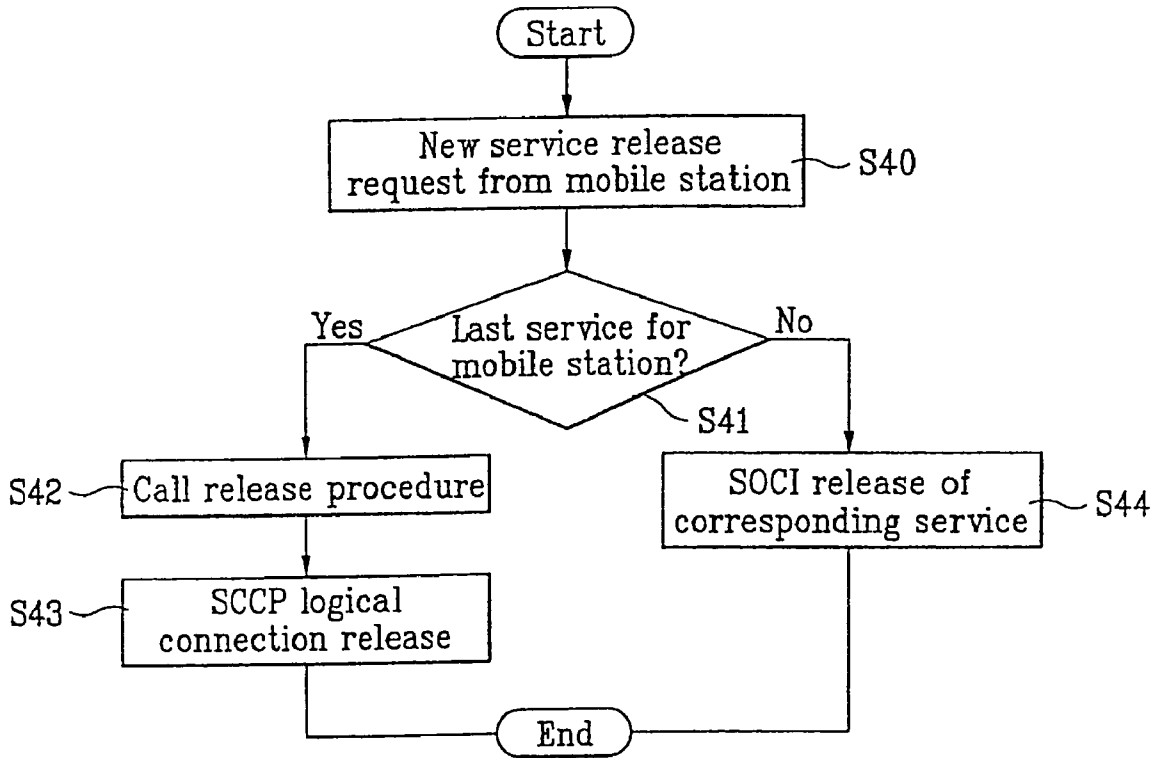 Start
New service release
request from mobile station
S40
Yes
Last service for
mobile station?
No
S41
S42
Call release procedure
SOCI release of
corresponding service
S44
S43
SCCP logical
connection release
End